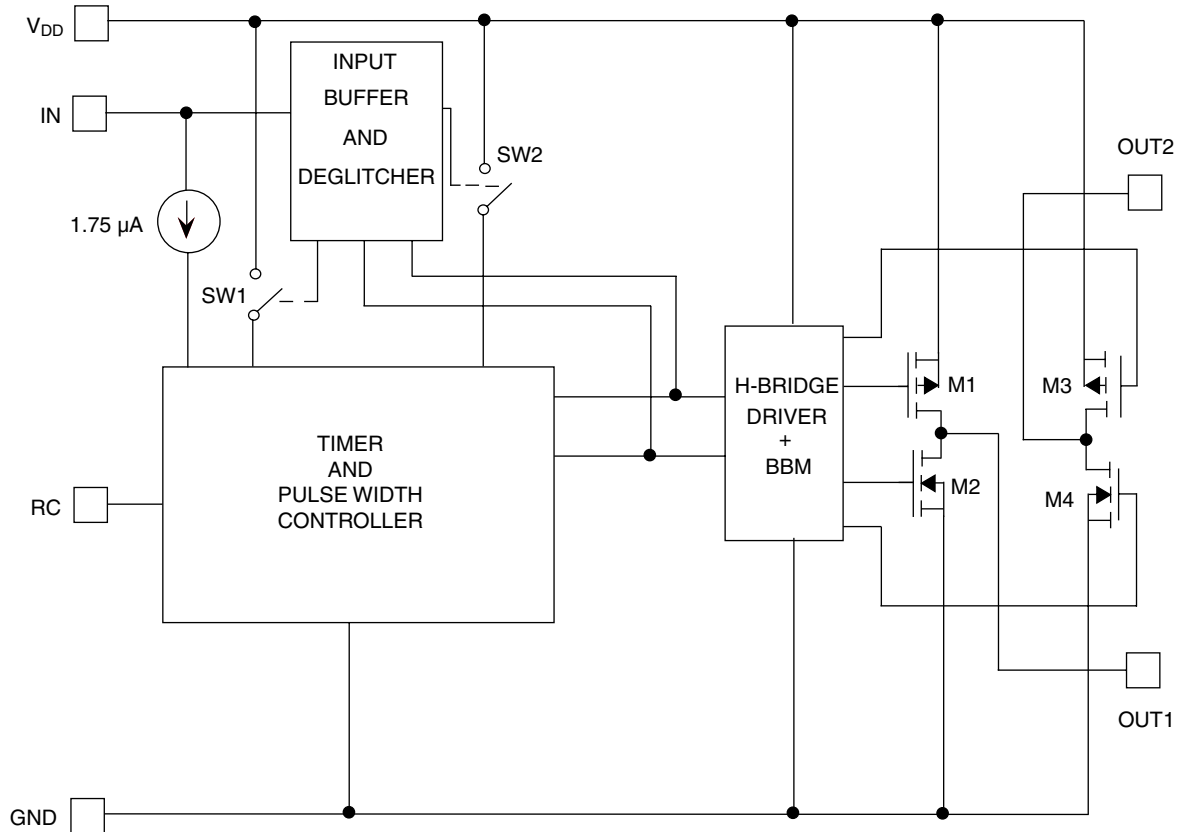 VDD
INPUT
BUFFER
AND
DEGLITCHER
IN
SW2
OUT2
1.75 µA
SW1
H-BRIDGE
DRIVER
+
BBM
M1
M3
TIMER
AND
PULSE WIDTH
CONTROLLER
M2
M4
RC
OUT1
GND